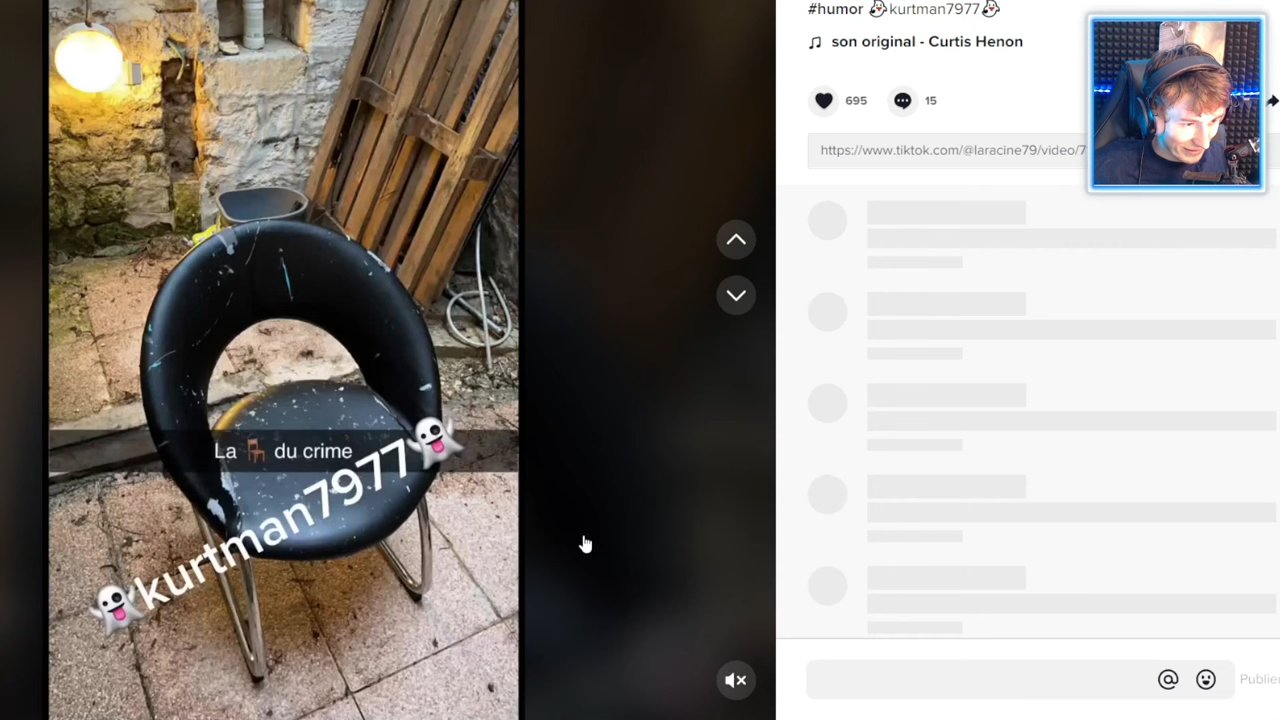 La 🪑 du crime
👻kurtman7977👻
#humor 👻kurtman7977👻
son original - Curtis Henon
695
15
https://www.tiktok.com/@laracine79/video/7
@
Publier